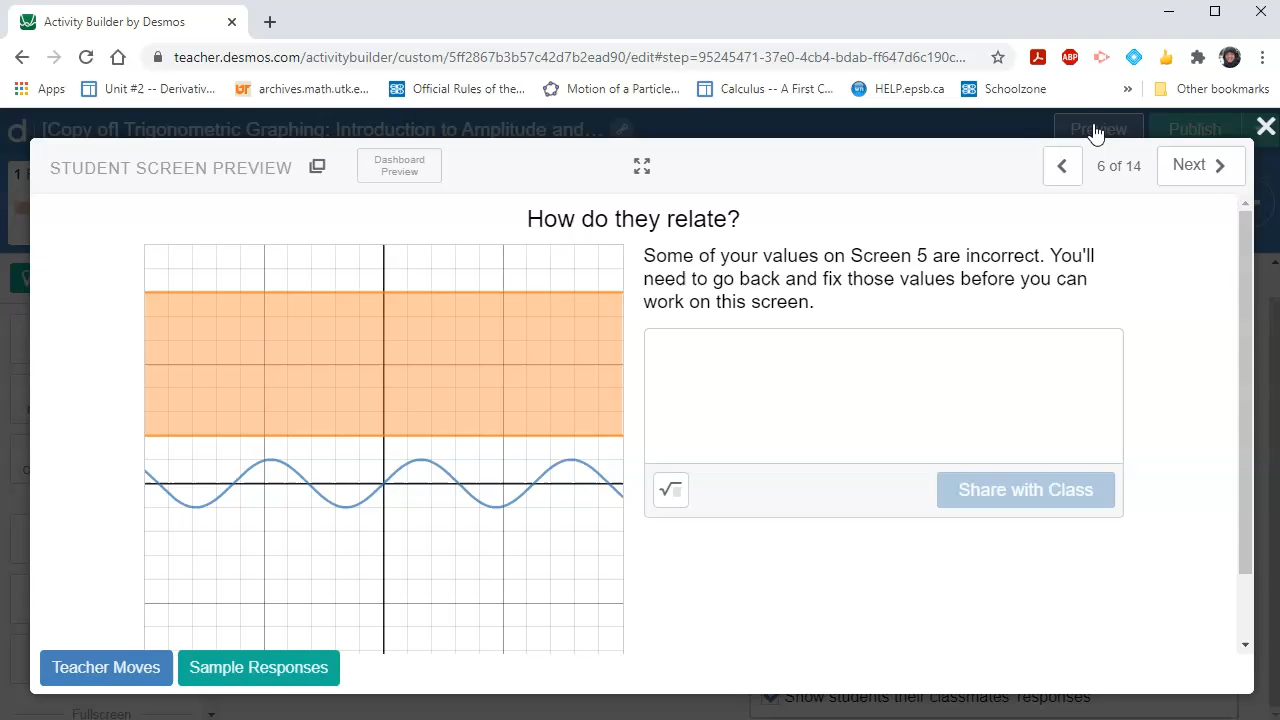 Activity Builder by Desmos
teacher.desmos.com/activitybuilder/custom/5ff2867b3b57c42d7b2ead90/edit#step=95245471-37e0-4cb4-bdab-ff647d6c190c...
ABP
Apps Unit #2 -- Derivativ... archives.math.utk.e... Official Rules of the... Motion of a Particle... Calculus -- A First C... HELP.epsb.ca Schoolzone » Other bookmarks
d [Copy of] Trigonometric Graphing: Introduction to Amplitude and... Preview Publish
1
STUDENT SCREEN PREVIEW Dashboard Preview 6 of 14 Next
How do they relate?
Some of your values on Screen 5 are incorrect. You'll
need to go back and fix those values before you can
work on this screen.
Share with Class
Teacher Moves Sample Responses
Show students their classmates' responses
Fullscreen